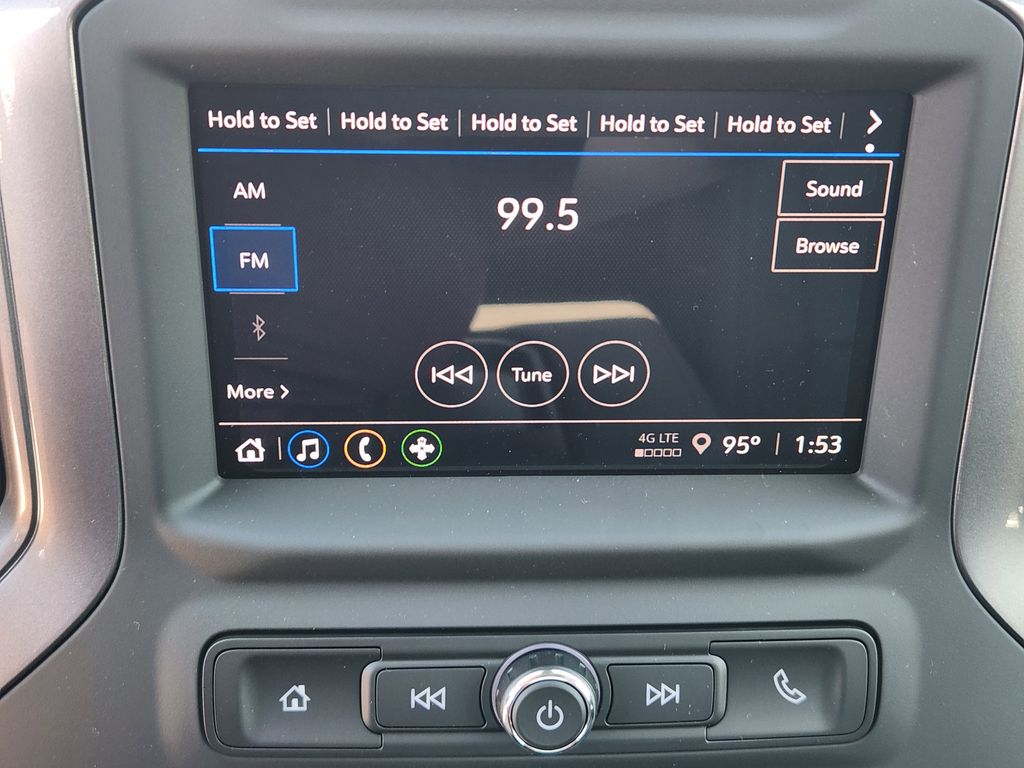 Hold to Set | Hold to Set | Hold to Set | Hold to Set | Hold to Set |
AM
Sound
99.5
FM
Browse
Tune
More
4G LTE
95° | 1:53